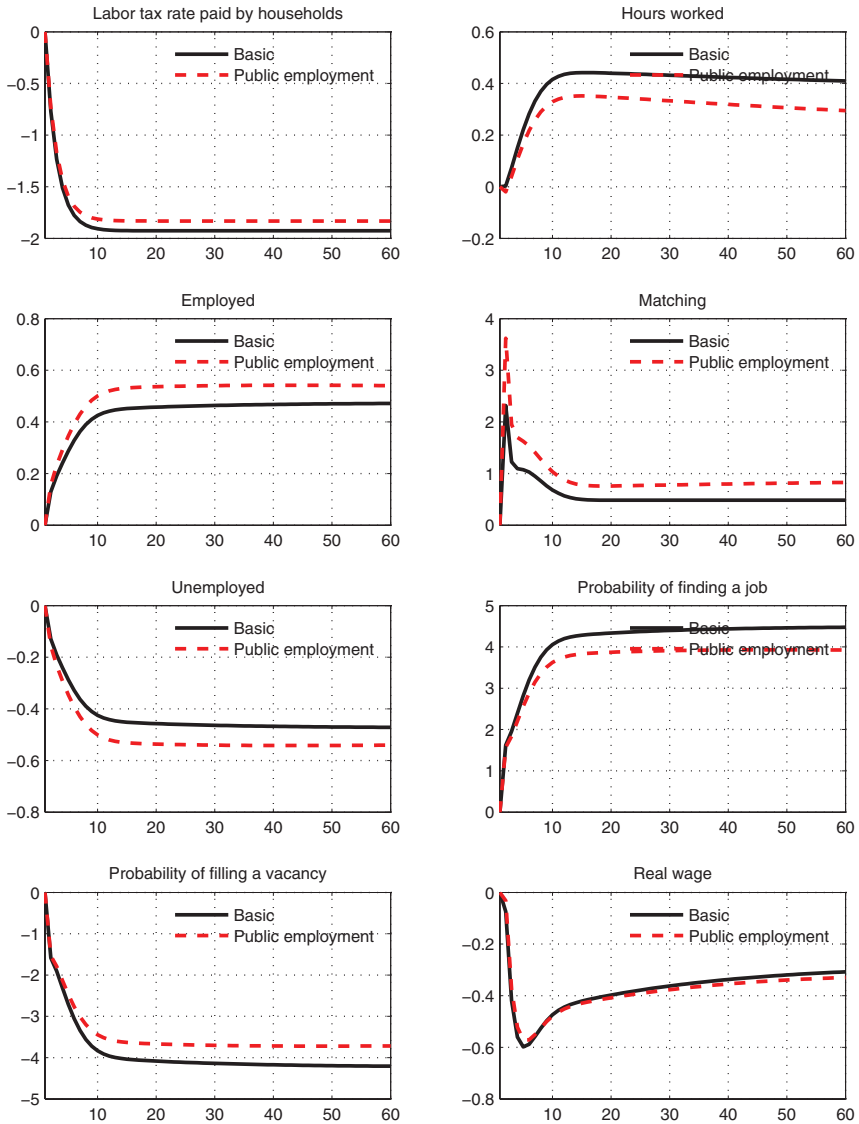 Labor tax rate paid by households
0
−0.5
−1
−1.5
−2
10 20 30 40 50 60
Basic
Public employment
Hours worked
0.6
0.4
0.2
0
−0.2
10 20 30 40 50 60
Basic
Public employment
Employed
0.8
0.6
0.4
0.2
0
10 20 30 40 50 60
Basic
Public employment
Matching
4
3
2
1
0
10 20 30 40 50 60
Basic
Public employment
Unemployed
0
−0.2
−0.4
−0.6
−0.8
10 20 30 40 50 60
Basic
Public employment
Probability of finding a job
5
4
3
2
1
0
10 20 30 40 50 60
Basic
Public employment
Probability of filling a vacancy
0
−1
−2
−3
−4
−5
10 20 30 40 50 60
Basic
Public employment
Real wage
0
−0.2
−0.4
−0.6
−0.8
10 20 30 40 50 60
Basic
Public employment